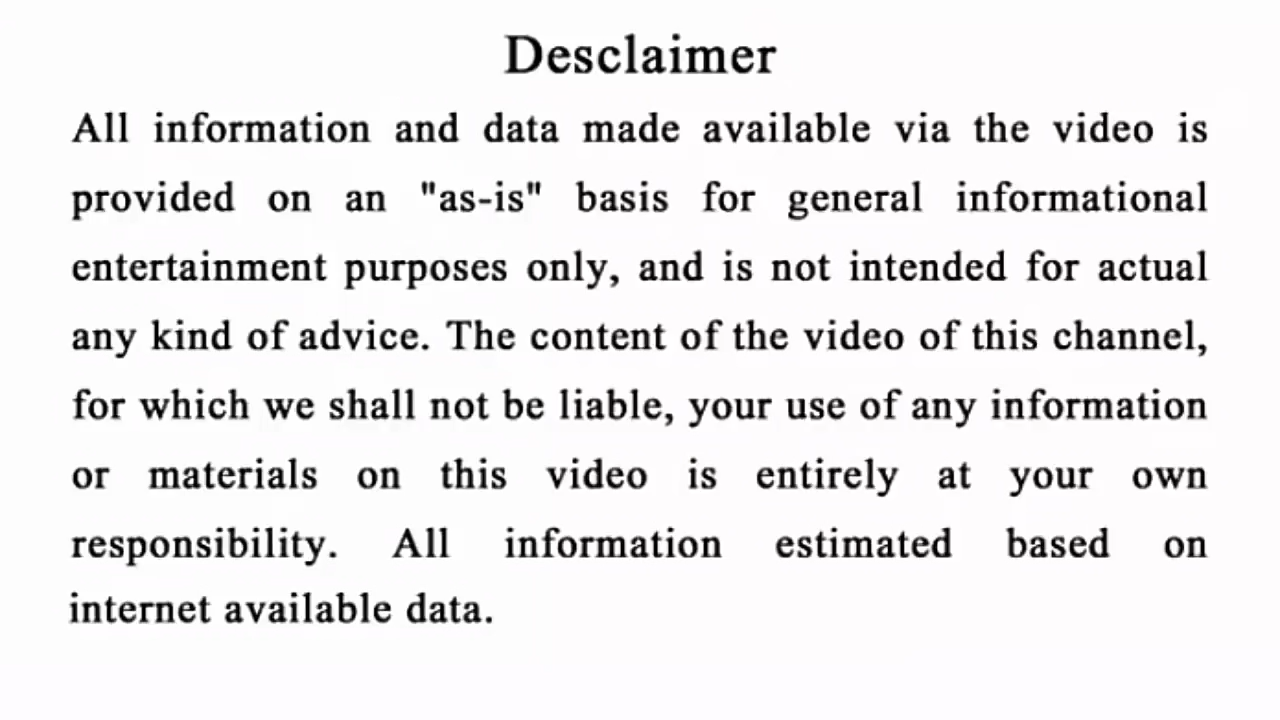 Desclaimer
All information and data made available via the video is
provided on an "as-is" basis for general informational
entertainment purposes only, and is not intended for actual
any kind of advice. The content of the video of this channel,
for which we shall not be liable, your use of any information
or materials on this video is entirely at your own
responsibility. All information estimated based on
internet available data.